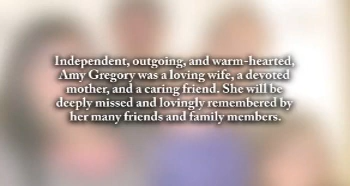 Independent, outgoing, and warm-hearted,
Amy Gregory was a loving wife, a devoted
mother, and a caring friend. She will be
deeply missed and lovingly remembered by
her many friends and family members.